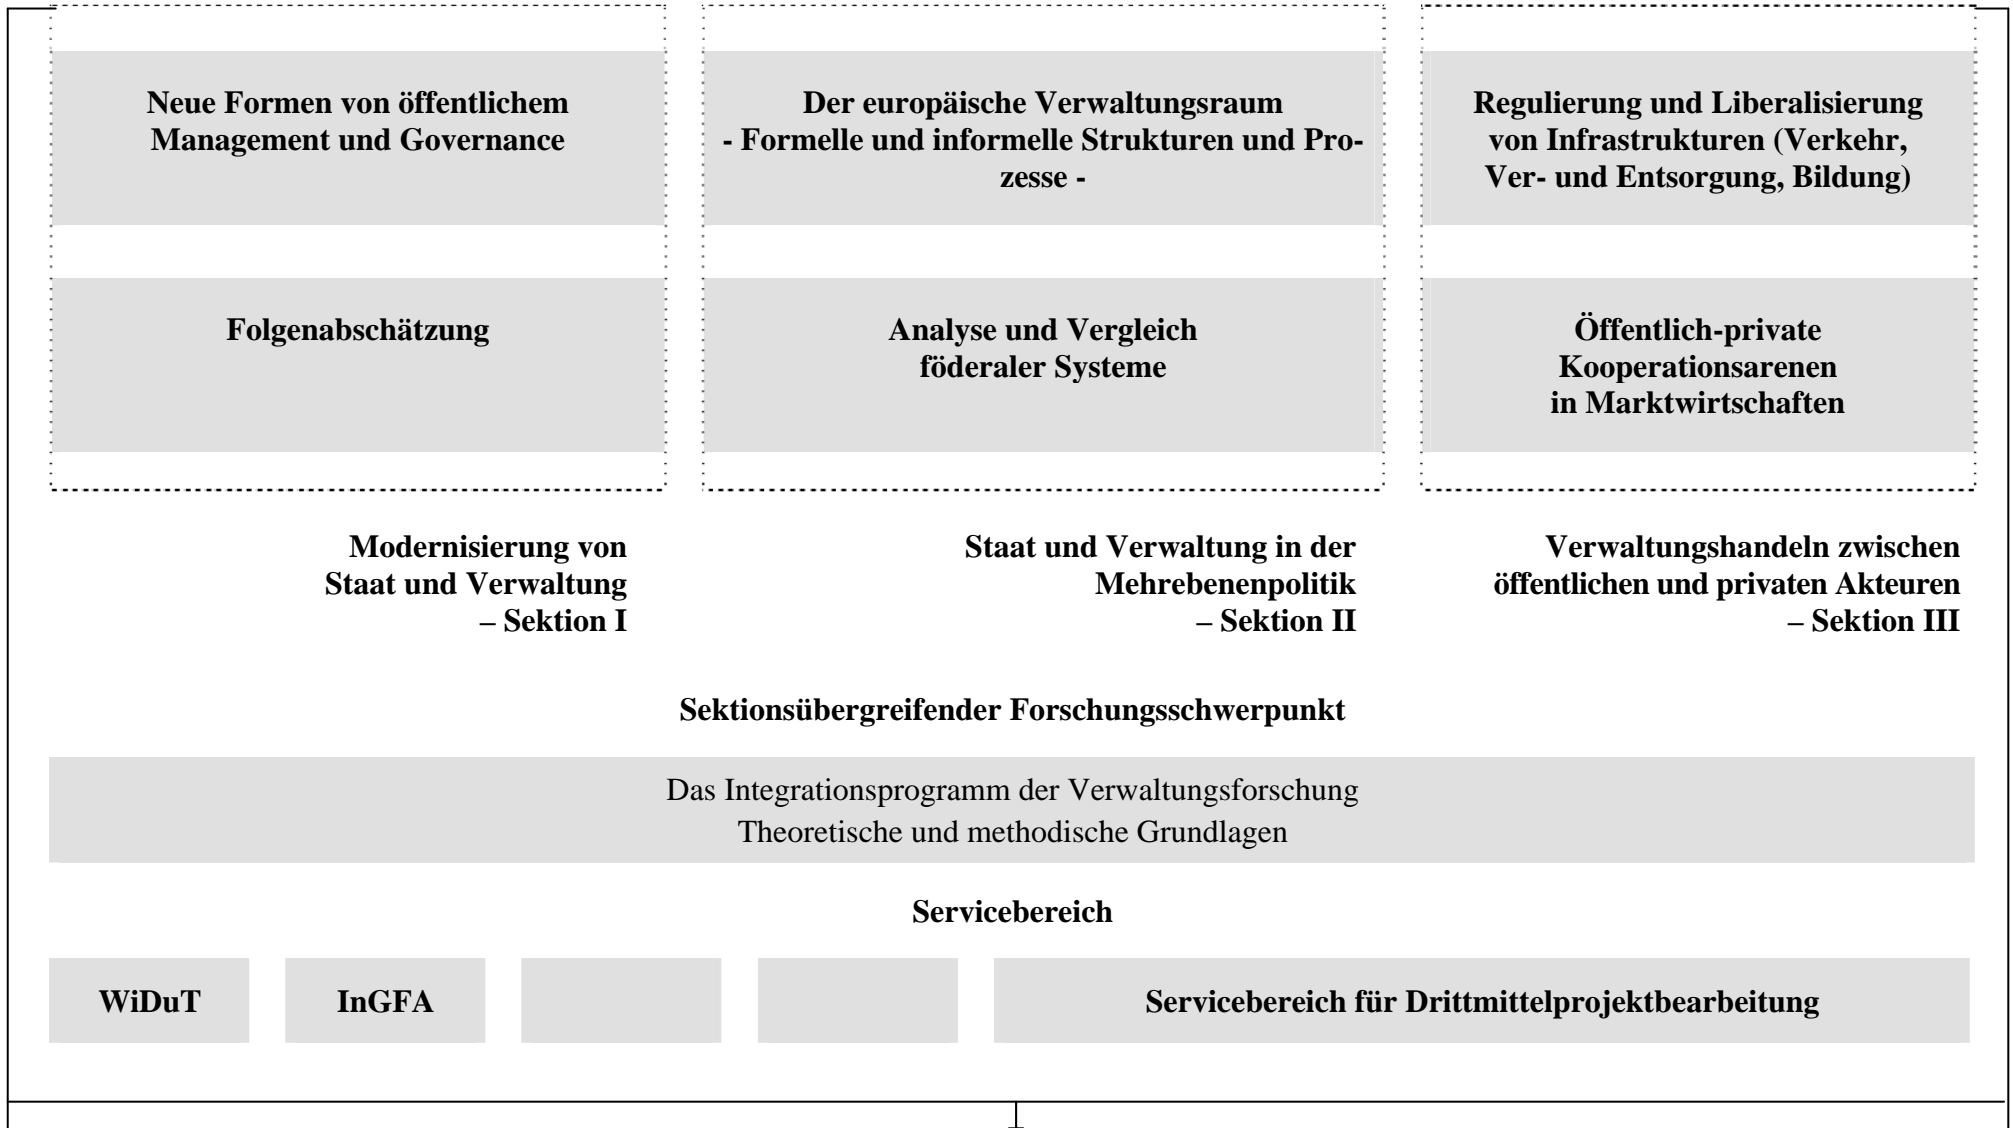 Neue Formen von öffentlichem
Management und Governance
Der europäische Verwaltungsraum
- Formelle und informelle Strukturen und Pro-
zesse -
Regulierung und Liberalisierung
von Infrastrukturen (Verkehr,
Ver- und Entsorgung, Bildung)
Folgenabschätzung
Analyse und Vergleich
föderaler Systeme
Öffentlich-private
Kooperationsarenen
in Marktwirtschaften
Modernisierung von
Staat und Verwaltung
– Sektion I
Staat und Verwaltung in der
Mehrebenenpolitik
– Sektion II
Verwaltungshandeln zwischen
öffentlichen und privaten Akteuren
– Sektion III
Sektionsübergreifender Forschungsschwerpunkt
Das Integrationsprogramm der Verwaltungsforschung
Theoretische und methodische Grundlagen
Servicebereich
WiDuT
InGFA
Servicebereich für Drittmittelprojektbearbeitung